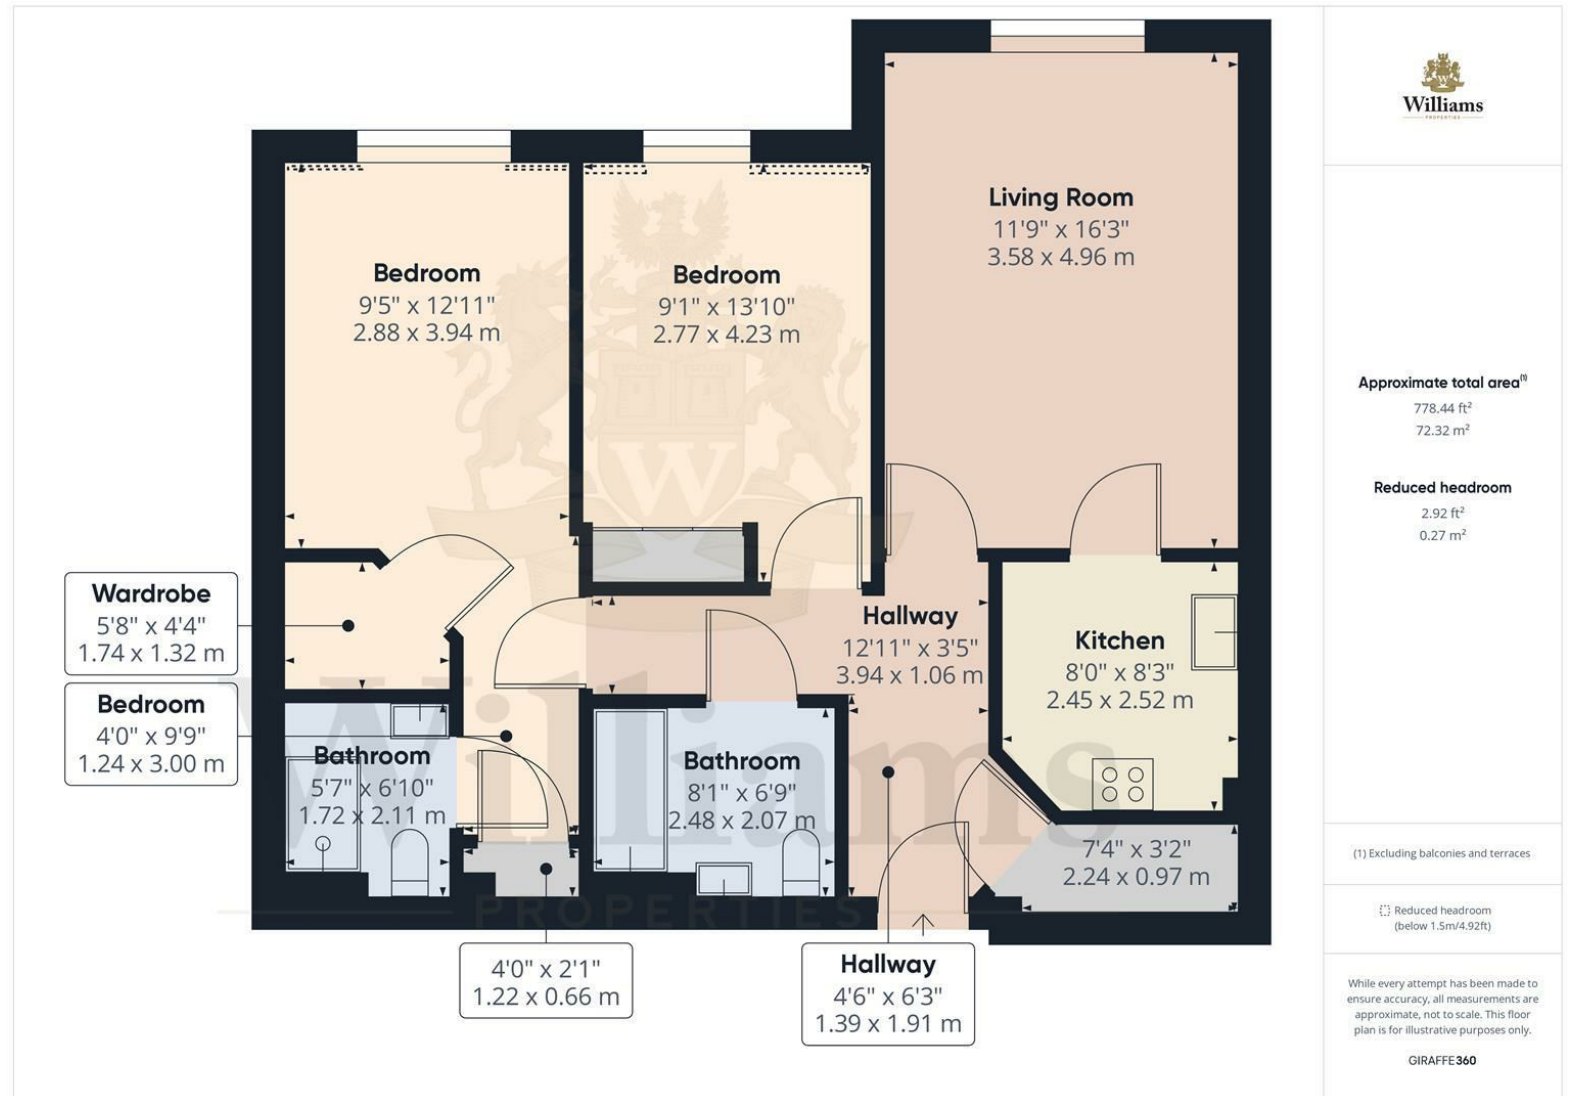 Living Room
11'9" x 16'3"
3.58 x 4.96 m
Bedroom
9'5" x 12'11"
2.88 x 3.94 m
Bedroom
9'1" x 13'10"
2.77 x 4.23 m
W
Wardrobe
5'8" x 4'4"
1.74 x 1.32 m
Hallway
12'11" x 3'5"
3.94 x 1.06 m
Kitchen
8'0" x 8'3"
2.45 x 2.52 m
Bedroom
4'0" x 9'9"
1.24 x 3.00 m
Williams
Bathroom
5'7" x 6'10"
1.72 x 2.11 m
Bathroom
8'1" x 6'9"
2.48 x 2.07 m
7'4" x 3'2"
2.24 x 0.97 m
PROPERTIES
4'0" x 2'1"
1.22 x 0.66 m
Hallway
4'6" x 6'3"
1.39 x 1.91 m
W
Williams
PROPERTIES
Approximate total area(1)
778.44 ft²
72.32 m²
Reduced headroom
2.92 ft²
0.27 m²
(1) Excluding balconies and terraces
Reduced headroom
(below 1.5m/4.92ft)
While every attempt has been made to
ensure accuracy, all measurements are
approximate, not to scale. This floor
plan is for illustrative purposes only.
GIRAFFE360